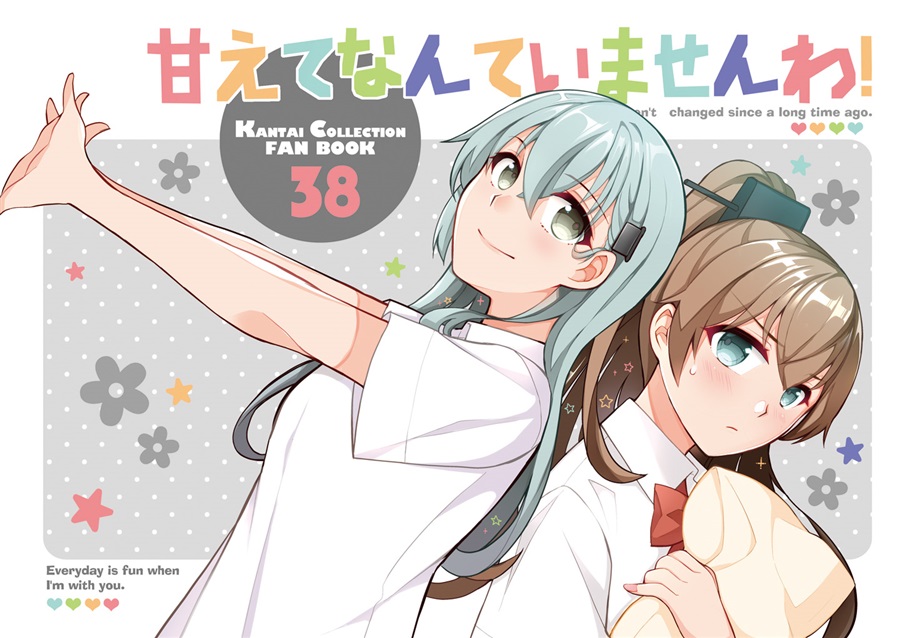 甘えてなんていませんわ!
n't changed since a long time ago.
KANTAI COLLECTION
FAN BOOK
38
Everyday is fun when
I'm with you.